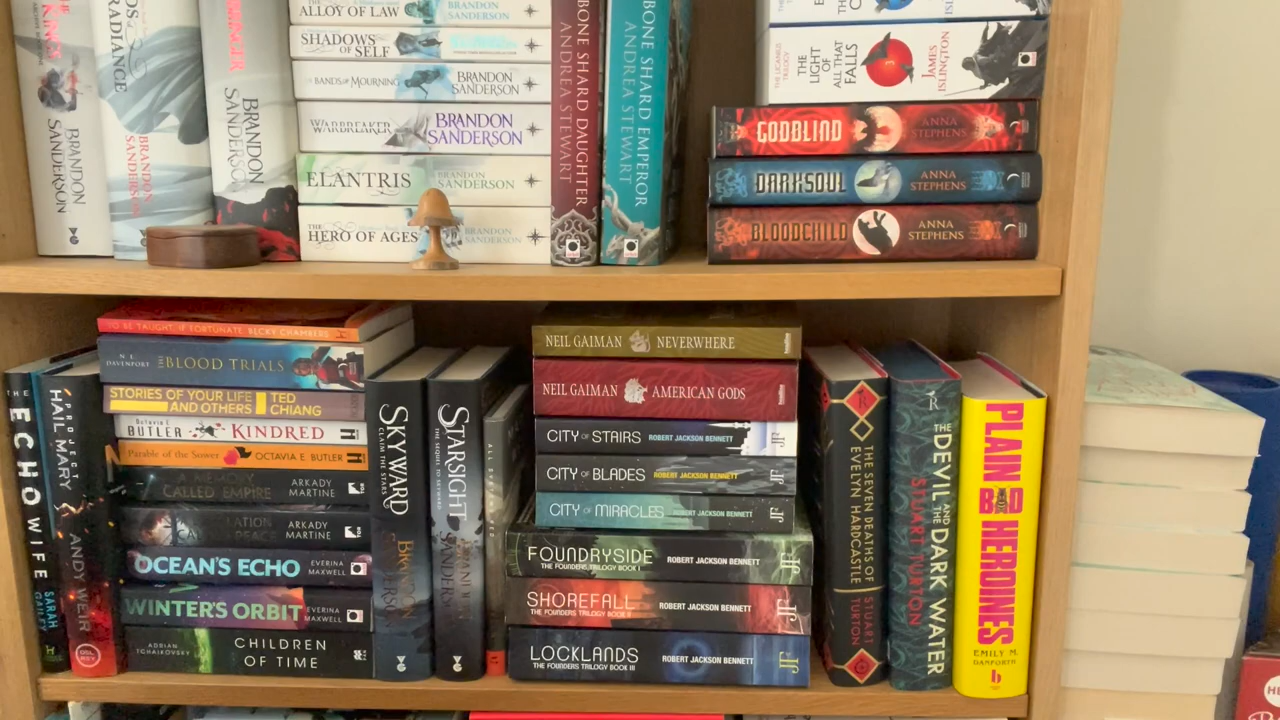 KINGS
BRANDON
SANDERSON
RADIANCE
BRANDON
SANDERSON
BRANDON
SANDERSON
ALLOY OF LAW
BRANDON
SANDERSON
SHADOWS
OF SELF
THE BANDS OF MOURNING
BRANDON
SANDERSON
WARBREAKER
BRANDON
SANDERSON
ELANTRIS
BRANDON
SANDERSON
THE
HERO OF AGES
BRANDON
SANDERSON
BONE SHARD DAUGHTER
ANDREA STEWART
BONE SHARD EMPEROR
ANDREA STEWART
THE LICANIUS
TRILOGY
THE
LIGHT
OF
ALL THAT
FALLS
JAMES
ISLINGTON
GODBLIND
ANNA
STEPHENS
DARKSOUL
ANNA
STEPHENS
BLOODCHILD
ANNA
STEPHENS
THE ECHO WIFE
SARAH
GAILEY
PROJECT
HAIL MARY
ANDY WEIR
TO BE TAUGHT, IF FORTUNATE BECKY CHAMBERS
N. E.
DAVENPORT
THE BLOOD TRIALS
STORIES OF YOUR LIFE
AND OTHERS
TED
CHIANG
Octavia E.
BUTLER
KINDRED
Parable of the Sower
OCTAVIA E. BUTLER
A MEMORY
CALLED EMPIRE
ARKADY
MARTINE
PEACE
ARKADY
MARTINE
OCEAN'S ECHO
EVERINA
MAXWELL
WINTER'S ORBIT
EVERINA
MAXWELL
ADRIAN
TCHAIKOVSKY
CHILDREN
OF TIME
SKYWARD
CLAIM THE STARS
BRANDON
SANDERSON
STARSIGHT
THE SEQUEL TO SKYWARD
BRANDON
SANDERSON
NEIL GAIMAN
NEVERWHERE
NEIL GAIMAN
AMERICAN GODS
CITY OF STAIRS
ROBERT JACKSON BENNETT
CITY OF BLADES
ROBERT JACKSON BENNETT
CITY OF MIRACLES
ROBERT JACKSON BENNETT
FOUNDRYSIDE
THE FOUNDERS TRILOGY BOOK I
ROBERT JACKSON BENNETT
SHOREFALL
THE FOUNDERS TRILOGY BOOK II
ROBERT JACKSON BENNETT
LOCKLANDS
THE FOUNDERS TRILOGY BOOK III
ROBERT JACKSON BENNETT
THE SEVEN DEATHS OF
EVELYN HARDCASTLE
STUART
TURTON
THE DEVIL AND THE DARK WATER
STUART TURTON
PLAIN
BAD
HEROINES
EMILY M.
DANFORTH